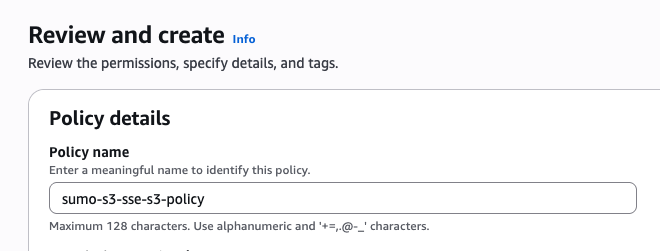 Review and create Info
Review the permissions, specify details, and tags.
Policy details
Policy name
Enter a meaningful name to identify this policy.
sumo-s3-sse-s3-policy
Maximum 128 characters. Use alphanumeric and '+=,.@-_' characters.